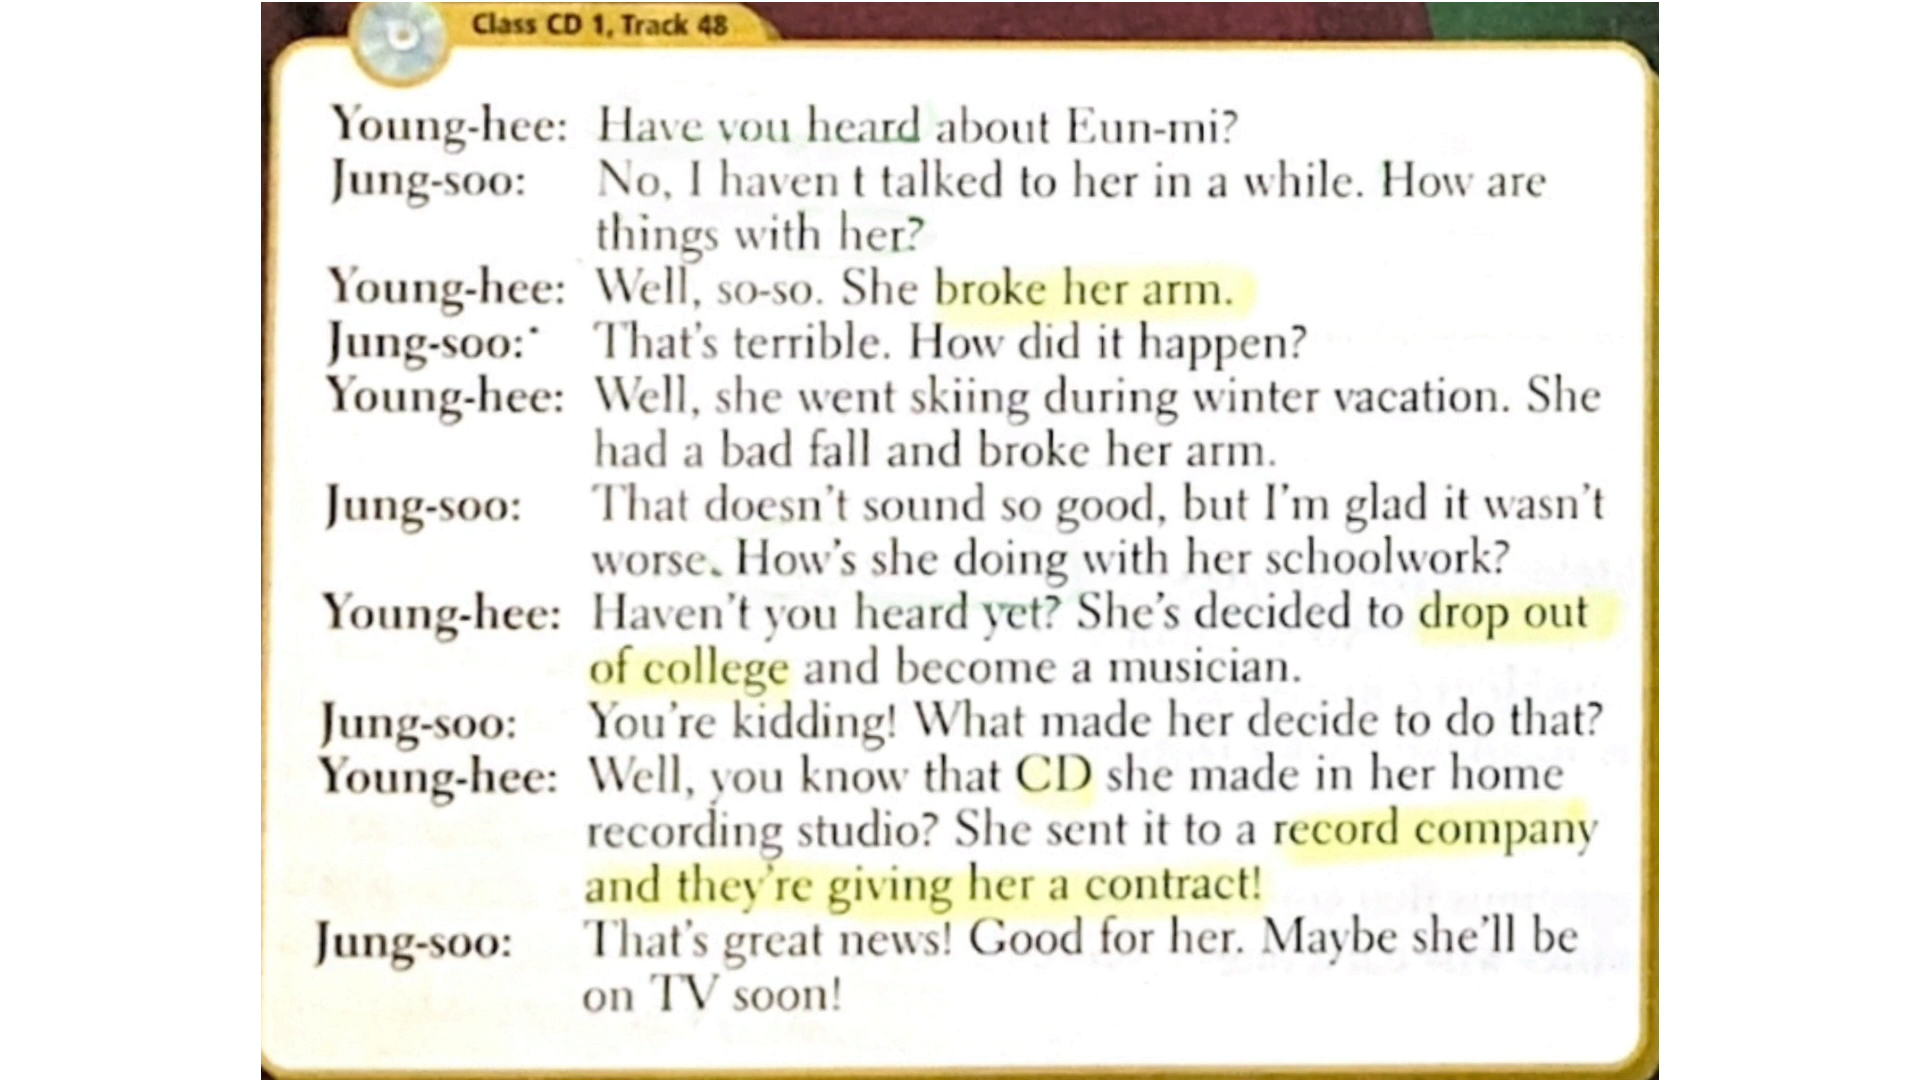 Class CD 1, Track 48
Young-hee: Have you heard about Eun-mi?
Jung-soo: No, I haven t talked to her in a while. How are
things with her?
Young-hee: Well, so-so. She broke her arm.
Jung-soo: That's terrible. How did it happen?
Young-hee: Well, she went skiing during winter vacation. She
had a bad fall and broke her arm.
Jung-soo: That doesn't sound so good, but I'm glad it wasn't
worse. How's she doing with her schoolwork?
Young-hee: Haven't you heard yet? She's decided to drop out
of college and become a musician.
Jung-soo: You're kidding! What made her decide to do that?
Young-hee: Well, you know that CD she made in her home
recording studio? She sent it to a record company
and they're giving her a contract!
Jung-soo: That's great news! Good for her. Maybe she'll be
on TV soon!